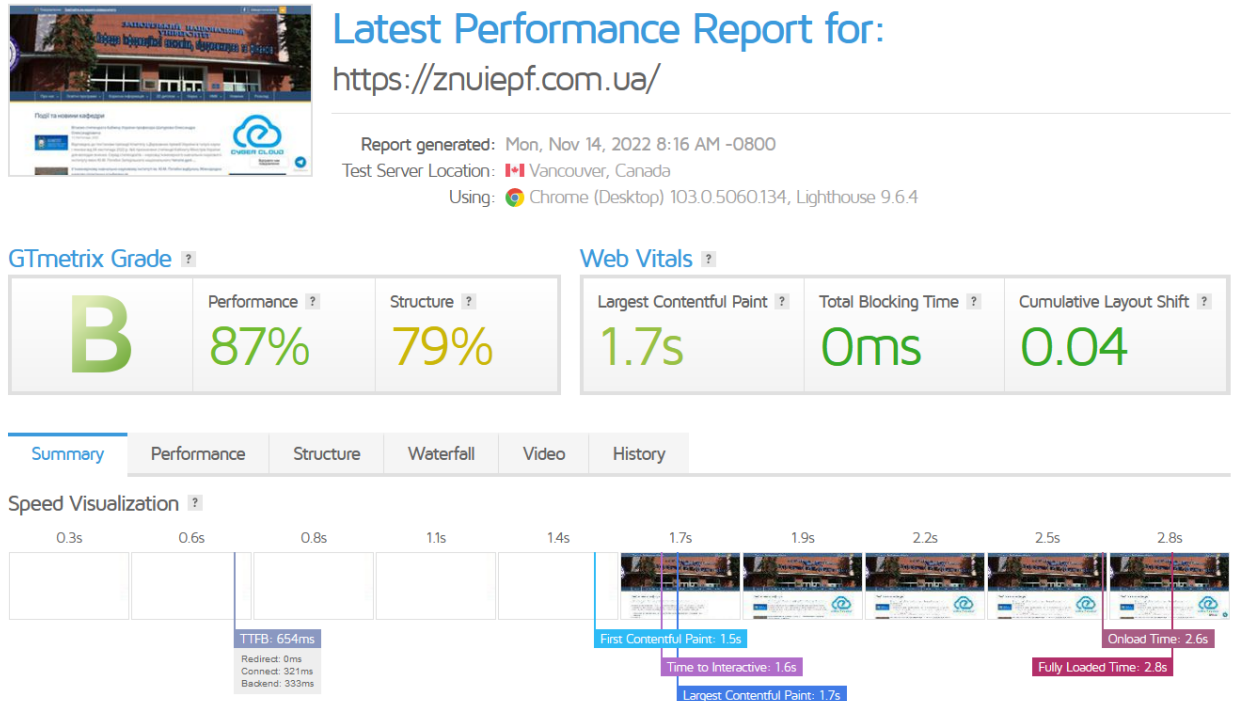 Latest Performance Report for:
https://znuiepf.com.ua/
Report generated: Mon, Nov 14, 2022 8:16 AM -0800
Test Server Location: Vancouver, Canada
Using: Chrome (Desktop) 103.0.5060.134, Lighthouse 9.6.4
Події та новини кафедри
CYBER CLOUD
GTmetrix Grade ?
Web Vitals ?
B
Performance ?
87%
Structure ?
79%
Largest Contentful Paint ?
1.7s
Total Blocking Time ?
0ms
Cumulative Layout Shift ?
0.04
Summary Performance Structure Waterfall Video History
Speed Visualization ?
0.3s 0.6s 0.8s 1.1s 1.4s 1.7s 1.9s 2.2s 2.5s 2.8s
TTFB: 654ms
Redirect: 0ms
Connect: 321ms
Backend: 333ms
First Contentful Paint: 1.5s
Onload Time: 2.6s
Time to Interactive: 1.6s
Fully Loaded Time: 2.8s
Largest Contentful Paint: 1.7s